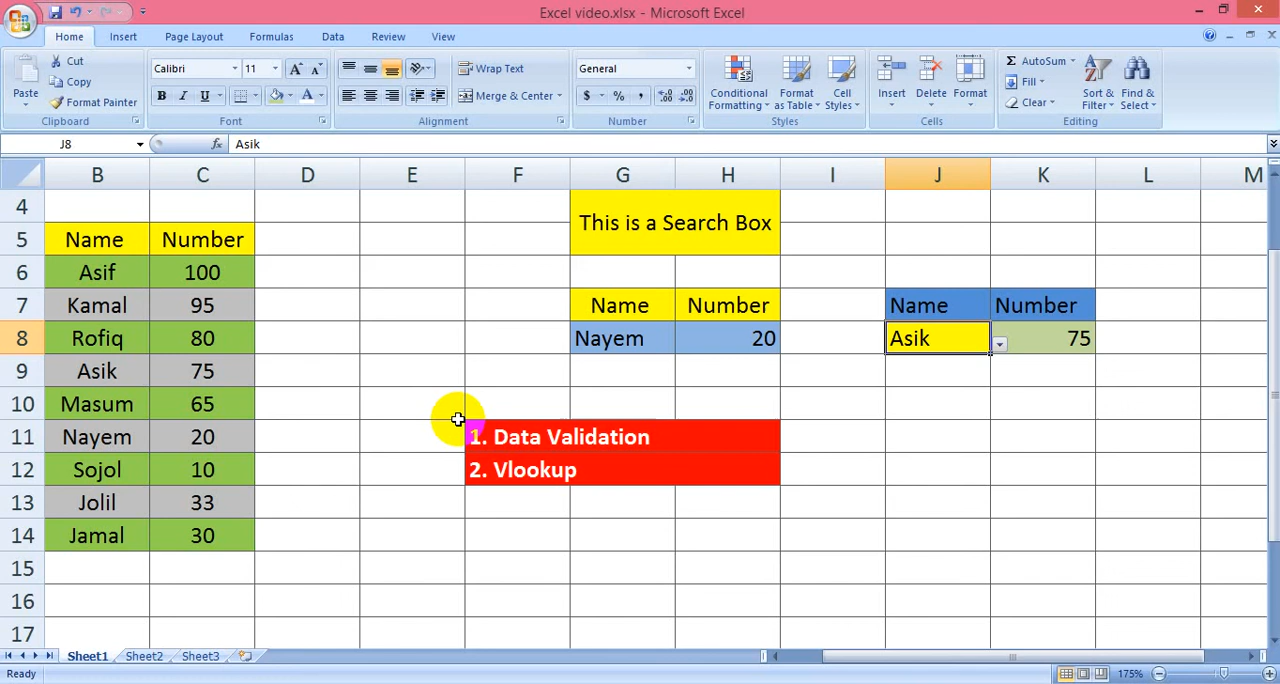 Excel video.xlsx - Microsoft Excel
Home Insert Page Layout Formulas Data Review View
Paste
Cut
Copy
Format Painter
Clipboard
Calibri 11
B I U
Font
Wrap Text
Merge & Center
Alignment
General
$ % ,
Number
Conditional Formatting
Format as Table
Cell Styles
Styles
Insert Delete Format
Cells
AutoSum
Fill
Clear
Sort & Filter
Find & Select
Editing
J8 fx Asik
B C D E F G H I J K L M
4 This is a Search Box
5 Name Number
6 Asif 100
7 Kamal 95 Name Number Name Number
8 Rofiq 80 Nayem 20 Asik 75
9 Asik 75
10 Masum 65
11 Nayem 20 1. Data Validation
12 Sojol 10 2. Vlookup
13 Jolil 33
14 Jamal 30
15
16
17
Sheet1 Sheet2 Sheet3
Ready 175%